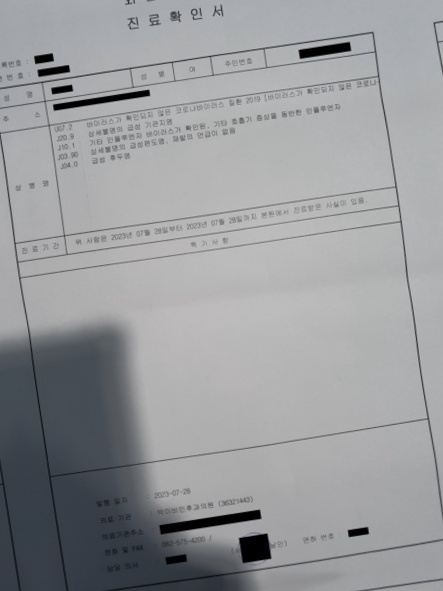 진료확인서
록번호 :
번호 :
성 명 성 별 여 주민번호
주 소
상 병 명
U07.2 바이러스가 확인되지 않은 코로나바이러스 질환 2019 [바이러스가 확인되지 않은 코로나
J20.9 상세불명의 급성 기관지염
J10.1 기타 인플루엔자 바이러스가 확인된, 기타 호흡기 증상을 동반한 인플루엔자
J03.90 상세불명의 급성편도염, 재발의 언급이 없음
J04.0 급성 후두염
진료기간 위 사람은 2023년 07월 28일부터 2023년 07월 28일까지 본원에서 진료받은 사실이 있음.
특기사항
발행 일자 : 2023-07-28
의료 기관 : 이비인후과의원 (36321443)
의료기관주소
전화 및 FAX : 062-575-4200 /
담당 의사 날인) 면허 번호 :